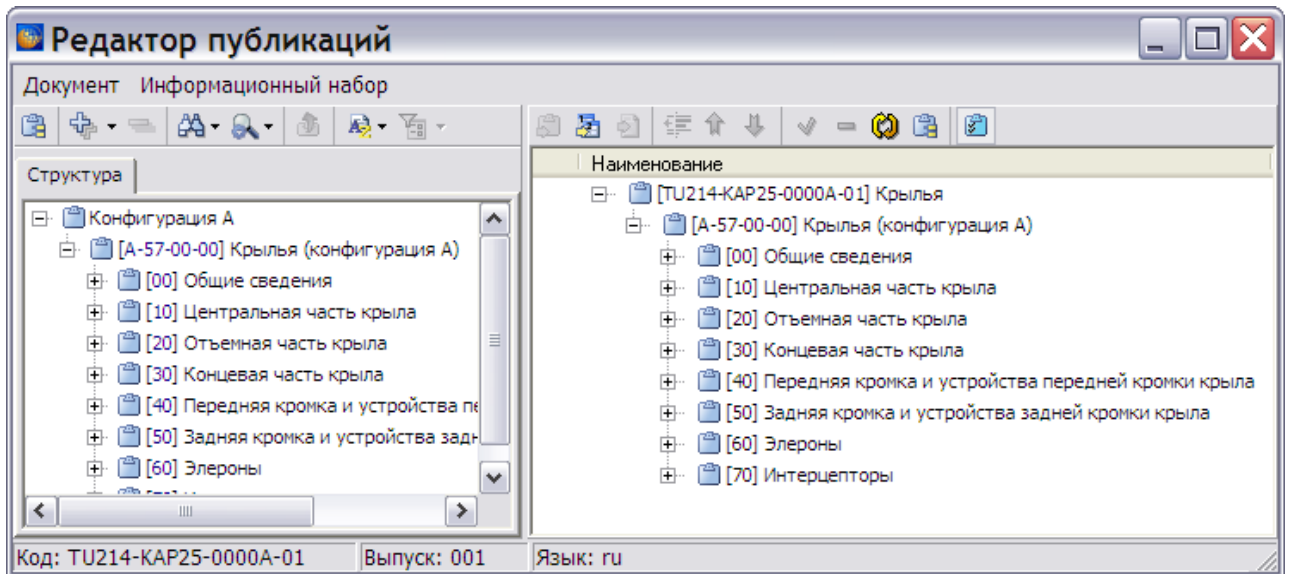 Редактор публикаций
Документ Информационный набор
Структура
Конфигурация А
[A-57-00-00] Крылья (конфигурация А)
[00] Общие сведения
[10] Центральная часть крыла
[20] Отъемная часть крыла
[30] Концевая часть крыла
[40] Передняя кромка и устройства
[50] Задняя кромка и устройства
[60] Элероны
Наименование
[TU214-KAP25-0000A-01] Крылья
[A-57-00-00] Крылья (конфигурация А)
[00] Общие сведения
[10] Центральная часть крыла
[20] Отъемная часть крыла
[30] Концевая часть крыла
[40] Передняя кромка и устройства передней кромки крыла
[50] Задняя кромка и устройства задней кромки крыла
[60] Элероны
[70] Интерцепторы
Код: TU214-KAP25-0000A-01 Выпуск: 001 Язык: ru